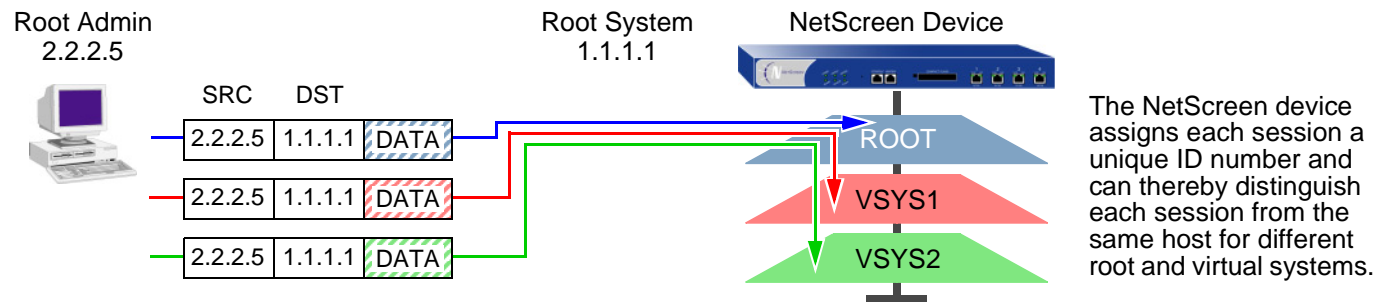 Root Admin
2.2.2.5
Root System
1.1.1.1
NetScreen Device
SRC DST
2.2.2.5 1.1.1.1 DATA
2.2.2.5 1.1.1.1 DATA
2.2.2.5 1.1.1.1 DATA
NetScreen
ROOT
VSYS1
VSYS2
The NetScreen device
assigns each session a
unique ID number and
can thereby distinguish
each session from the
same host for different
root and virtual systems.